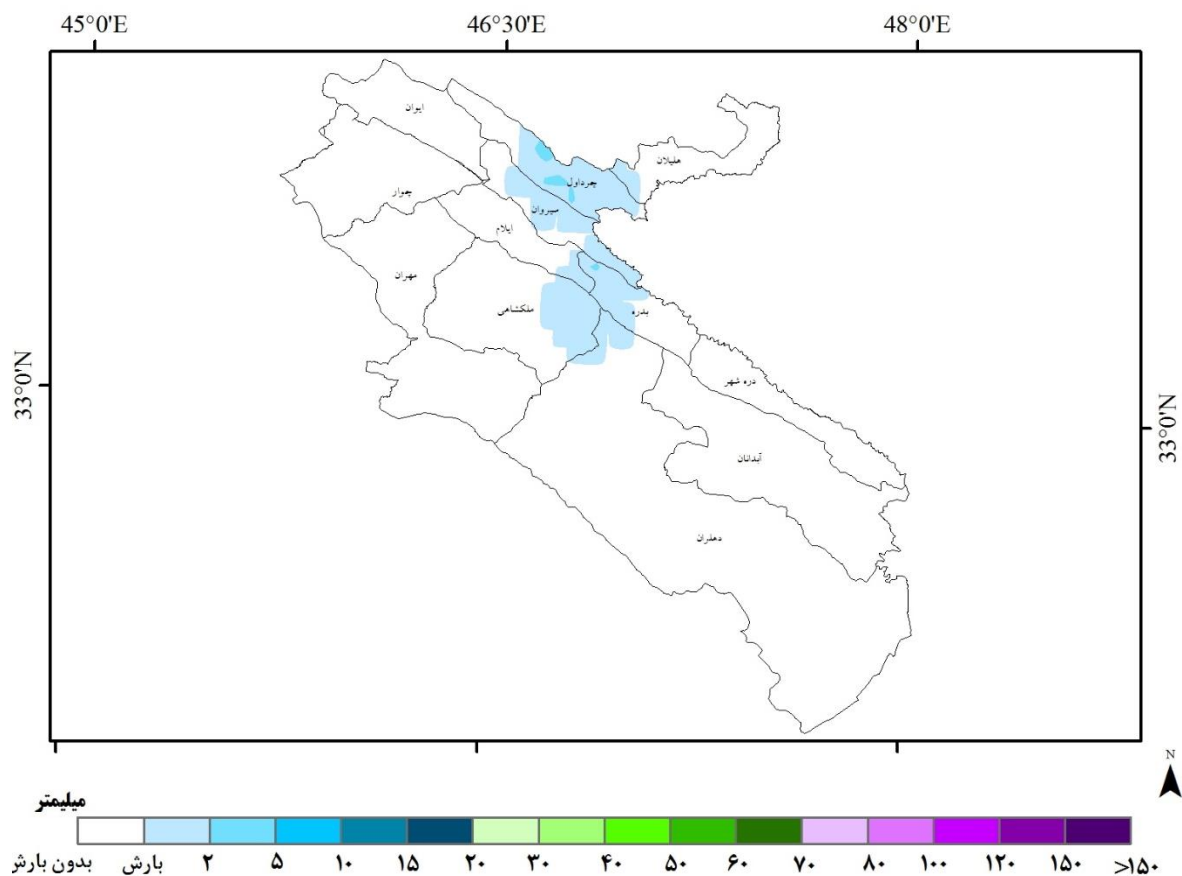 45°0'E 46°30'E 48°0'E
ایوان
هلیلان
چرداول
چوار
سیروان
ایلام
مهران
ملکشاهی
بدره
33°0'N
دره شهر
33°0'N
آبدانان
دهلران
N
میلیمتر
بدون بارش بارش ۲ ۵ ۱۰ ۱۵ ۲۰ ۳۰ ۴۰ ۵۰ ۶۰ ۷۰ ۸۰ ۱۰۰ ۱۲۰ ۱۵۰ >۱۵۰